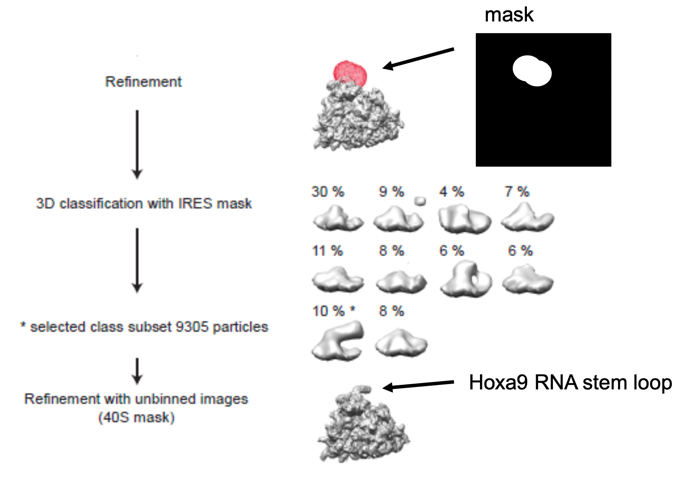 mask
Refinement
3D classification with IRES mask
30 % 9 % 4 % 7 %
11 % 8 % 6 % 6 %
10 % * 8 %
* selected class subset 9305 particles
Hoxa9 RNA stem loop
Refinement with unbinned images
(40S mask)